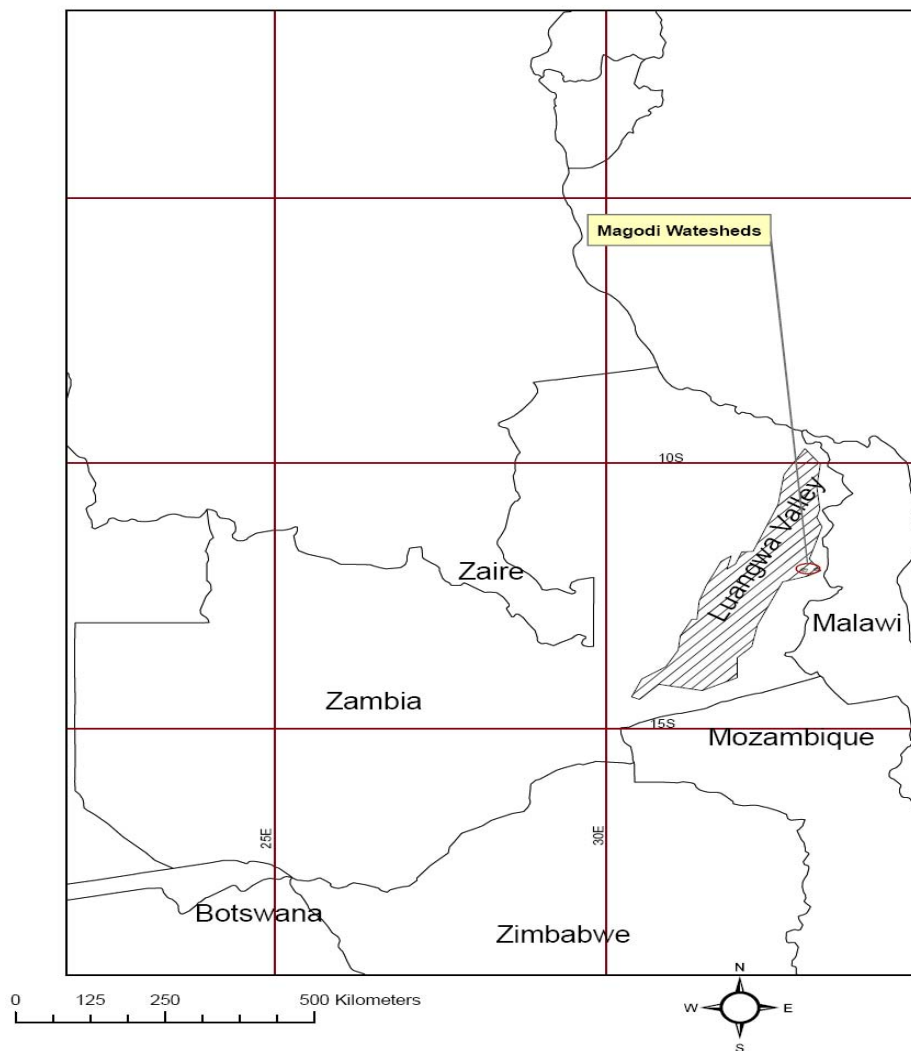 Magodi Watesheds
10S
Luangwa Valley
Zaire
Malawi
Zambia
15S
Mozambique
25E
30E
Botswana
Zimbabwe
0 125 250 500 Kilometers
N
W E
S